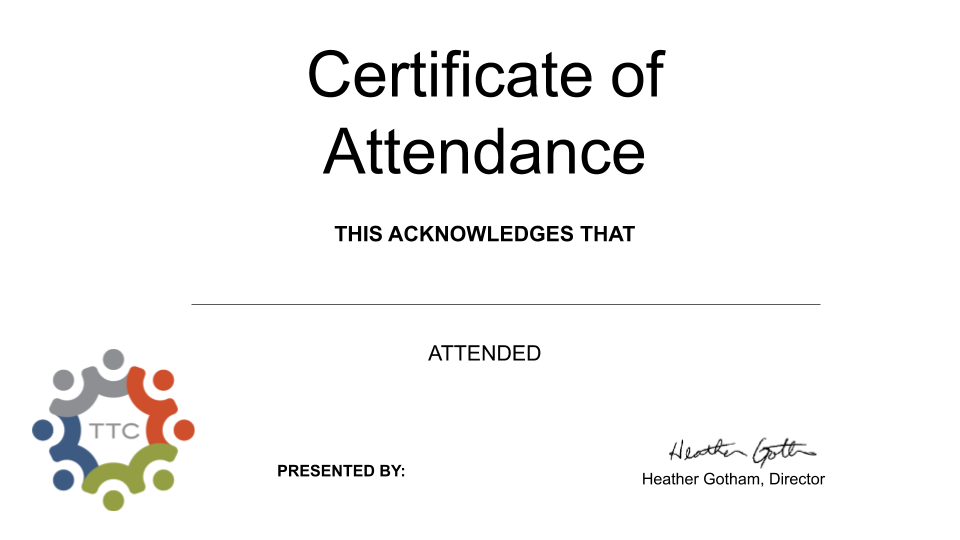 Certificate of
Attendance
THIS ACKNOWLEDGES THAT
ATTENDED
TTC
PRESENTED BY:
Heather Gotham
Heather Gotham, Director